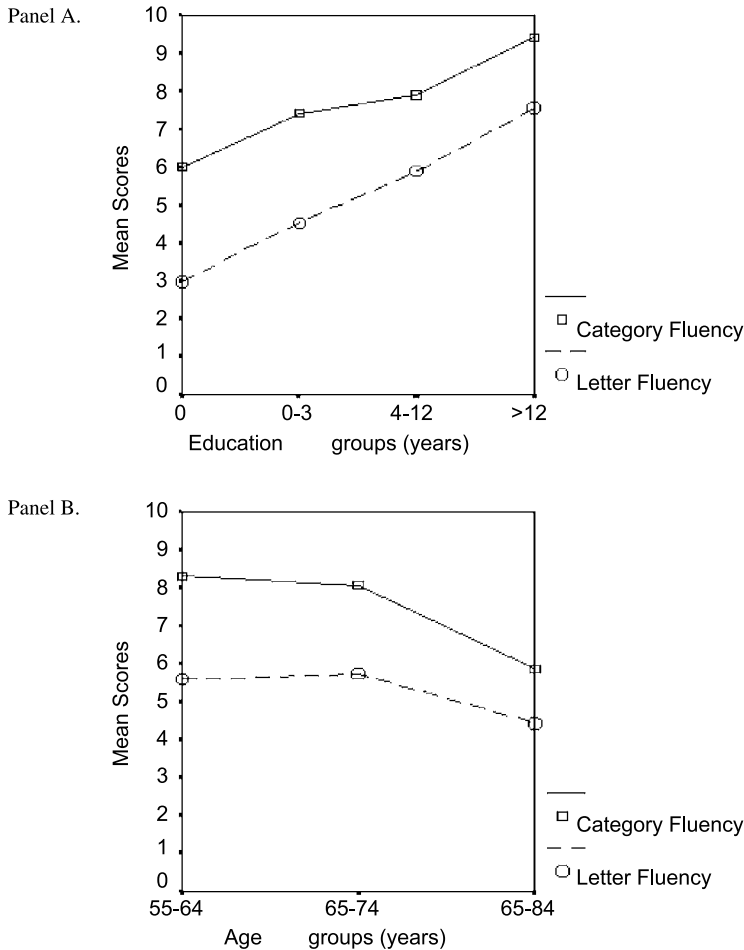 Panel A.
10
9
8
7
6
5
4
3
2
1
0
Mean Scores
0 0-3 4-12 >12
Education groups (years)
Category Fluency
Letter Fluency
Panel B.
10
9
8
7
6
5
4
3
2
1
0
Mean Scores
55-64 65-74 65-84
Age groups (years)
Category Fluency
Letter Fluency